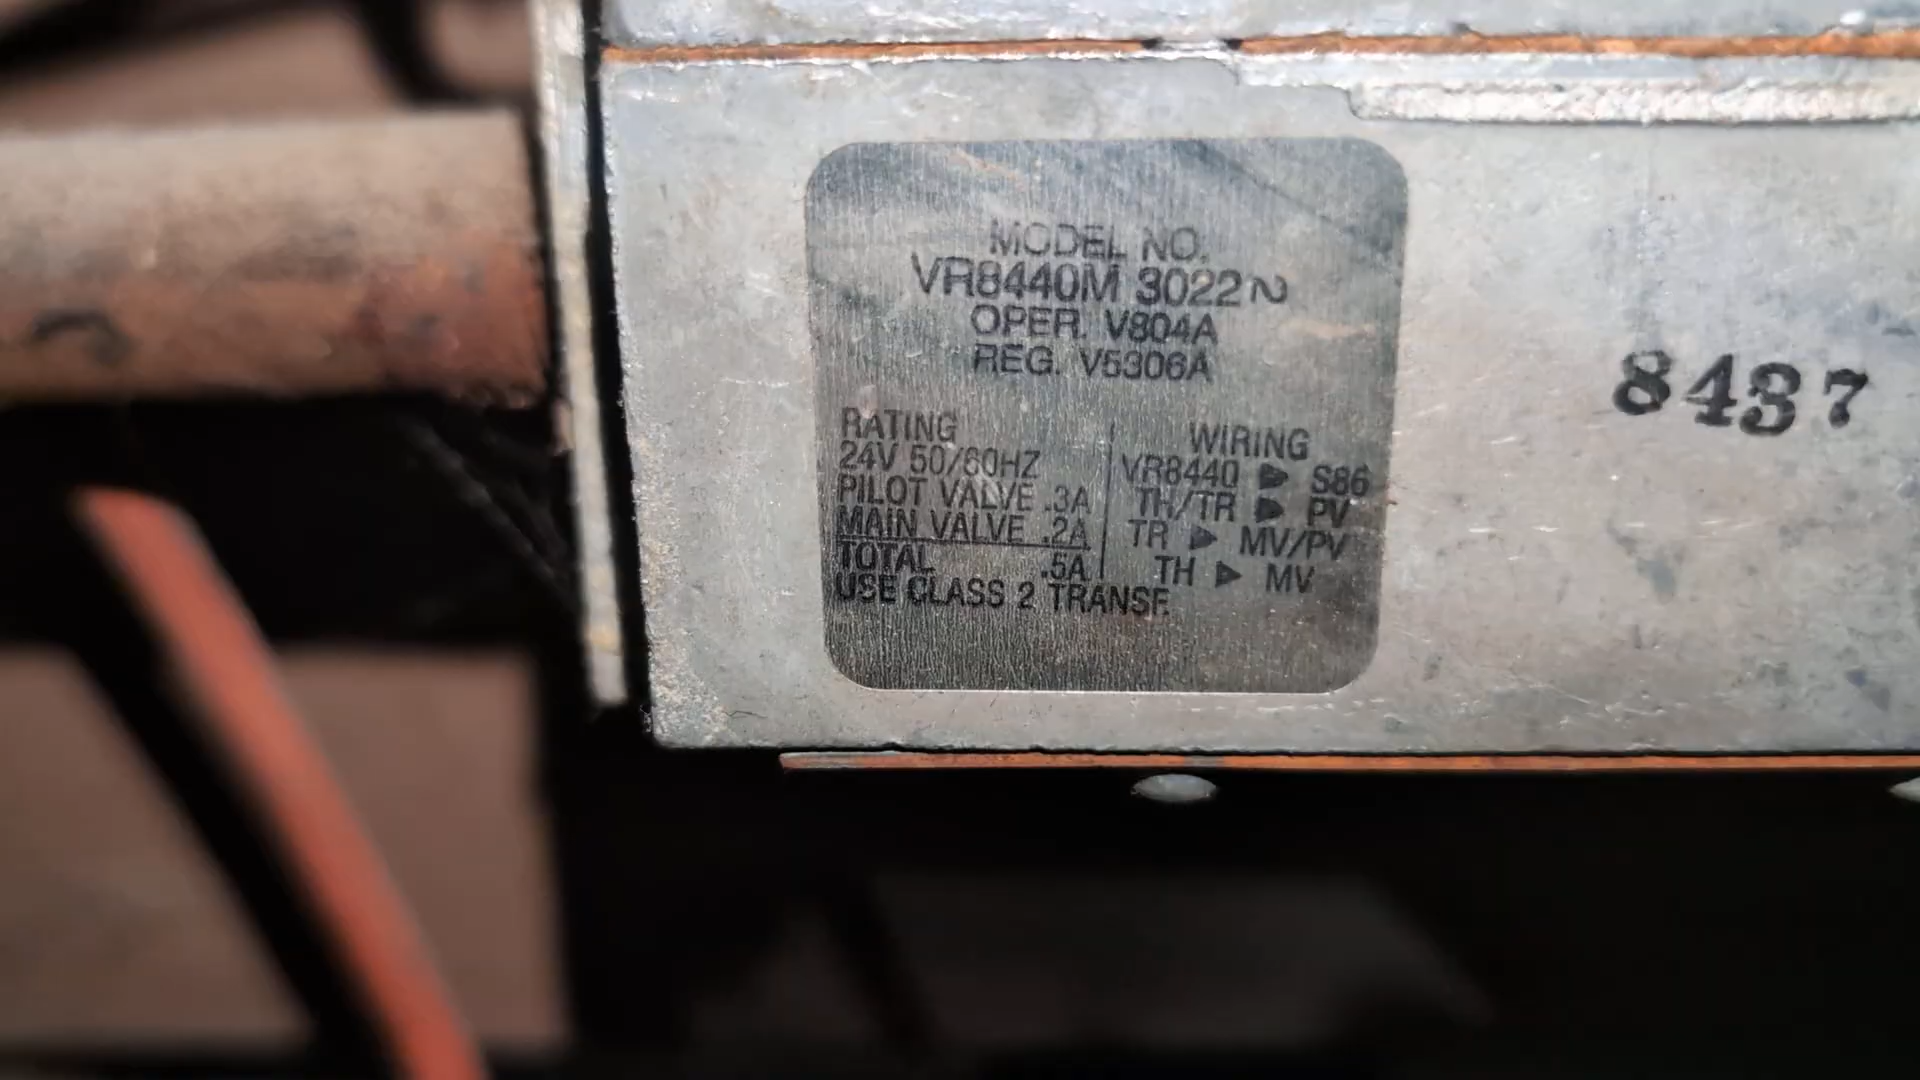 MODEL NO.
VR8440M 3022 2
OPER. V804A
REG. V5306A
RATING
24V 50/60HZ
PILOT VALVE .3A
MAIN VALVE .2A
TOTAL .5A
USE CLASS 2 TRANSF.
WIRING
VR8440 ▶ S86
TH/TR ▶ PV
TR ▶ MV/PV
TH ▶ MV
8437